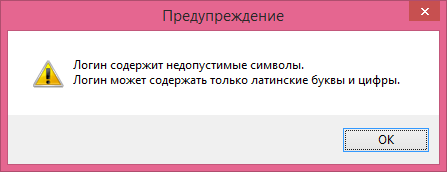 Предупреждение
Логин содержит недопустимые символы.
Логин может содержать только латинские буквы и цифры.
OK